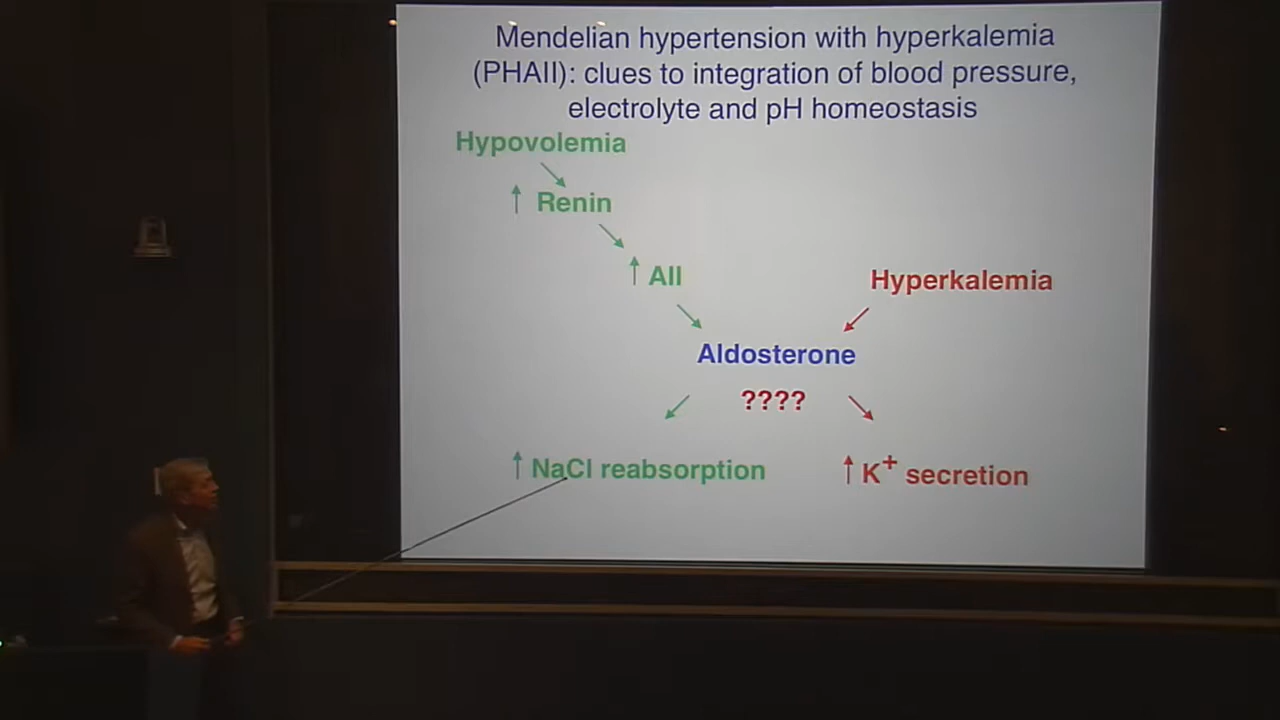 Mendelian hypertension with hyperkalemia
(PHAII): clues to integration of blood pressure,
electrolyte and pH homeostasis
Hypovolemia
↑ Renin
↑ AII
Hyperkalemia
Aldosterone
????
↑ NaCl reabsorption
↑ K⁺ secretion